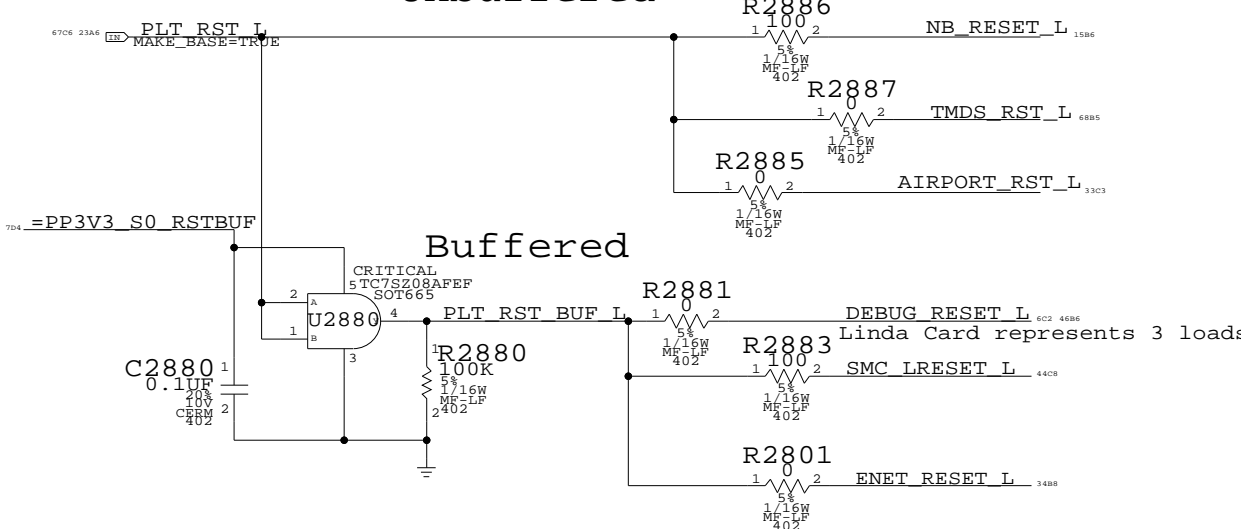 R2886
67C6 23A6 IN PLT_RST_L
MAKE_BASE=TRUE
1 100 2
NB_RESET_L 15B6
5%
1/16W
MF-LF
402
R2887
1 0 2
TMDS_RST_L 68B5
5%
1/16W
MF-LF
402
R2885
1 0 2
AIRPORT_RST_L 33C3
5%
1/16W
MF-LF
402
7D4 =PP3V3_S0_RSTBUF
Buffered
CRITICAL
5 TC7SZ08AFEF
SOT665
2 A
U2880
1 B
4
3
PLT_RST_BUF_L
R2881
1 0 2
DEBUG_RESET_L 6C2 46B6
5%
1/16W
MF-LF
402
Linda Card represents 3 loads
C2880 1
0.1UF
20%
10V
CERM 2
402
1 R2880
100K
5%
1/16W
MF-LF
2 402
R2883
1 100 2
SMC_LRESET_L 44C8
5%
1/16W
MF-LF
402
R2801
1 0 2
ENET_RESET_L 34B8
5%
1/16W
MF-LF
402